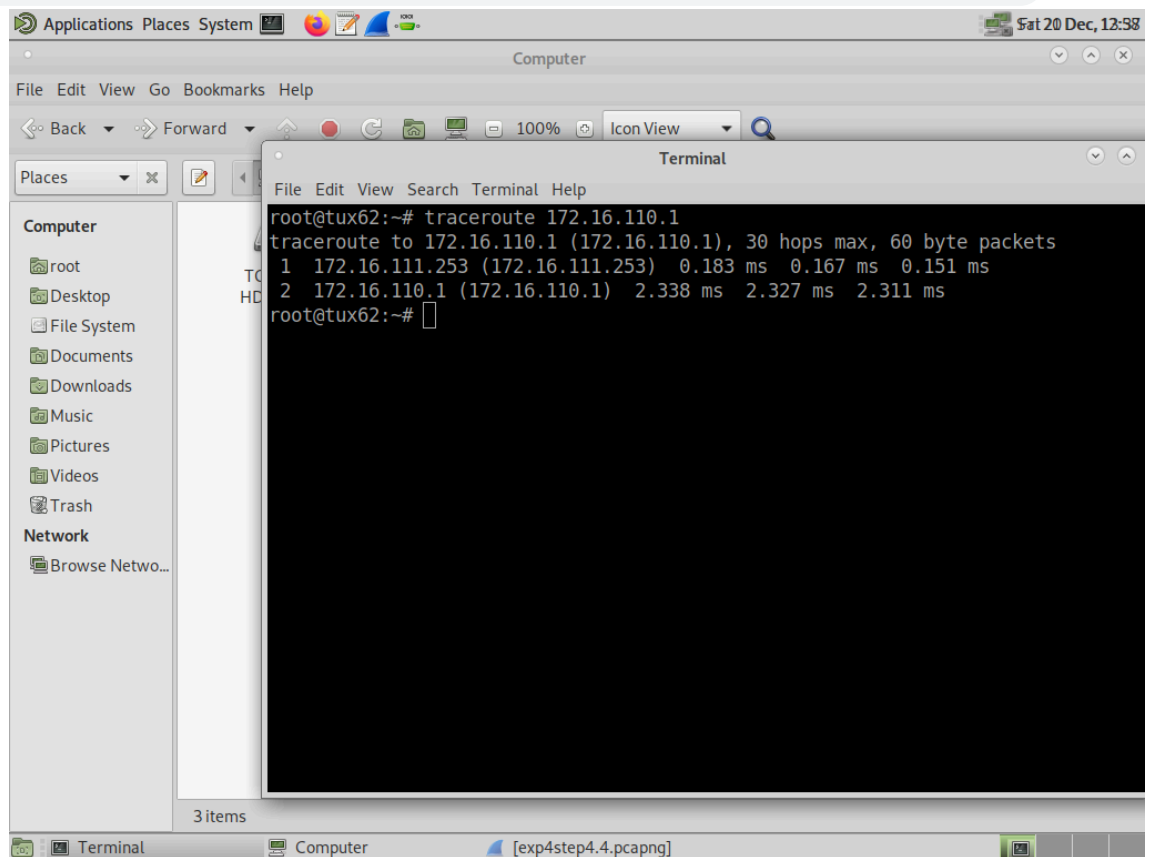 Applications Places System
Computer
File Edit View Go Bookmarks Help
Back Forward 100% Icon View
Terminal
Places
File Edit View Search Terminal Help
Computer
root
Desktop
File System
Documents
Downloads
Music
Pictures
Videos
Trash
Network
Browse Netwo...
root@tux62:~# traceroute 172.16.110.1
traceroute to 172.16.110.1 (172.16.110.1), 30 hops max, 60 byte packets
1 172.16.111.253 (172.16.111.253) 0.183 ms 0.167 ms 0.151 ms
2 172.16.110.1 (172.16.110.1) 2.338 ms 2.327 ms 2.311 ms
root@tux62:~#
3 items
Terminal Computer [exp4step4.4.pcapng]